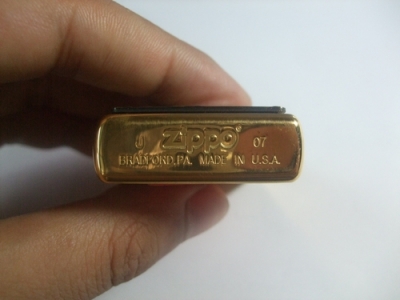 J Zippo 07
BRADFORD,PA. MADE IN U.S.A.